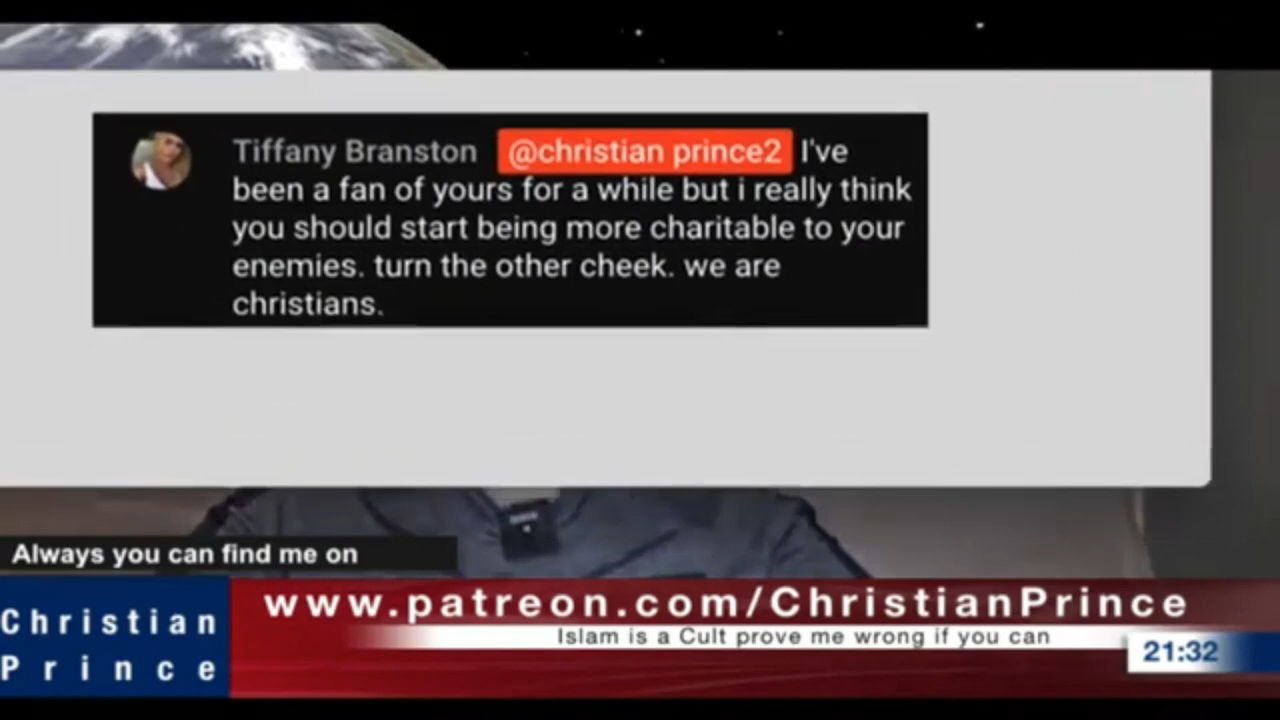 Tiffany Branston @christian prince2 I've
been a fan of yours for a while but i really think
you should start being more charitable to your
enemies. turn the other cheek. we are
christians.
Always you can find me on
Christian
Prince
www.patreon.com/ChristianPrince
Islam is a Cult prove me wrong if you can
21:32